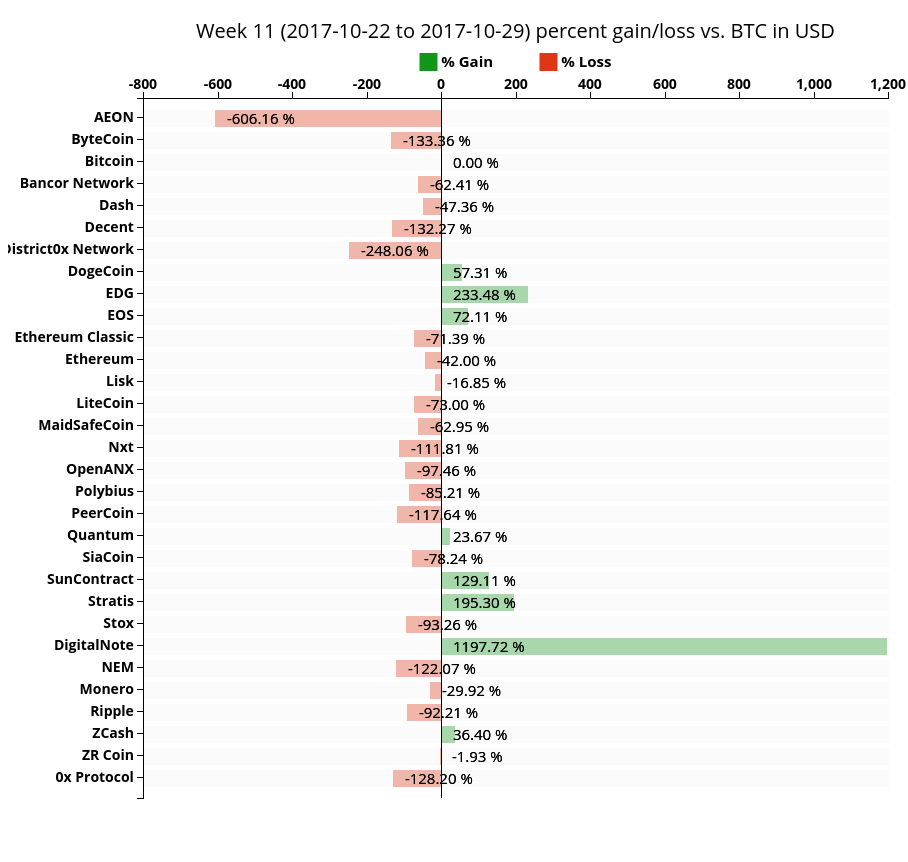 Week 11 (2017-10-22 to 2017-10-29) percent gain/loss vs. BTC in USD
% Gain % Loss
-800 -600 -400 -200 0 200 400 600 800 1,000 1,200
AEON -606.16 %
ByteCoin -133.36 %
Bitcoin 0.00 %
Bancor Network -62.41 %
Dash -47.36 %
Decent -132.27 %
istrict0x Network -248.06 %
DogeCoin 57.31 %
EDG 233.48 %
EOS 72.11 %
Ethereum Classic -71.39 %
Ethereum -42.00 %
Lisk -16.85 %
LiteCoin -73.00 %
MaidSafeCoin -62.95 %
Nxt -111.81 %
OpenANX -97.46 %
Polybius -85.21 %
PeerCoin -117.64 %
Quantum 23.67 %
SiaCoin -78.24 %
SunContract 129.11 %
Stratis 195.30 %
Stox -93.26 %
DigitalNote 1197.72 %
NEM -122.07 %
Monero -29.92 %
Ripple -92.21 %
ZCash 36.40 %
ZR Coin -1.93 %
0x Protocol -128.20 %